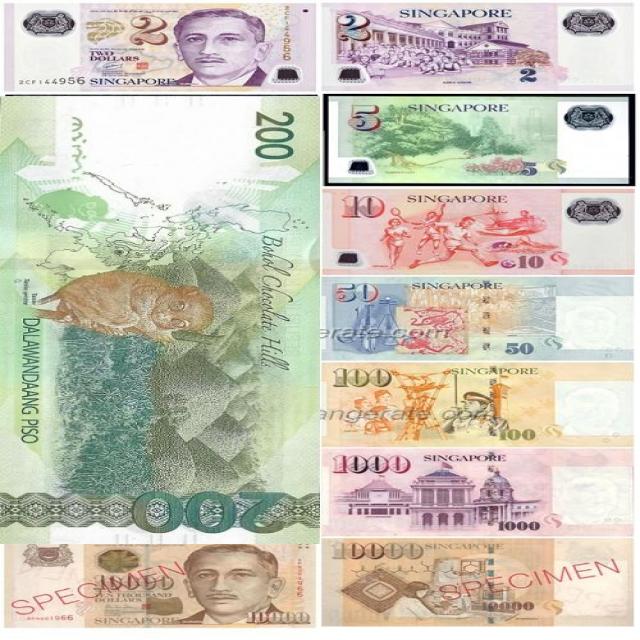 2
TWO
DOLLARS
2CF144956
SINGAPORE
SINGAPORE
2
2
200
Bohol Chocolate Hills
DALAWANDAANG PISO
200
SINGAPORE
5
5
SINGAPORE
10
10
SINGAPORE
50
50
SINGAPORE
100
100
SINGAPORE
1000
1000
10000
TEN THOUSAND
DOLLARS
SINGAPORE
10000
SPECIMEN
SINGAPORE
10000
10000
SPECIMEN